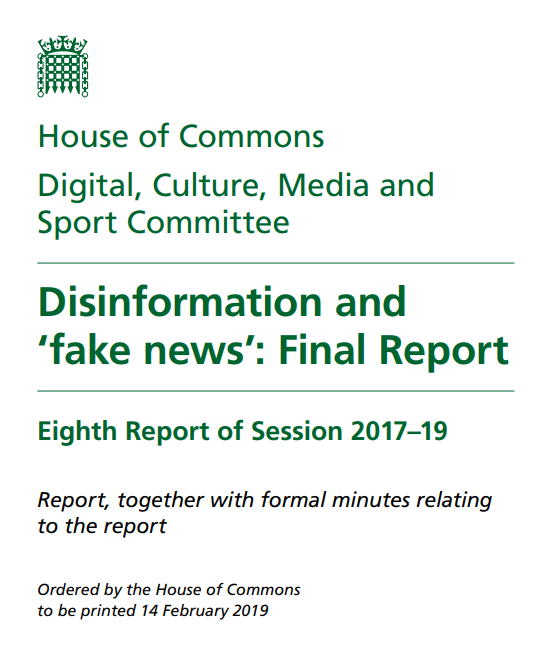 House of Commons
Digital, Culture, Media and
Sport Committee
Disinformation and
‘fake news’: Final Report
Eighth Report of Session 2017–19
Report, together with formal minutes relating
to the report
Ordered by the House of Commons
to be printed 14 February 2019